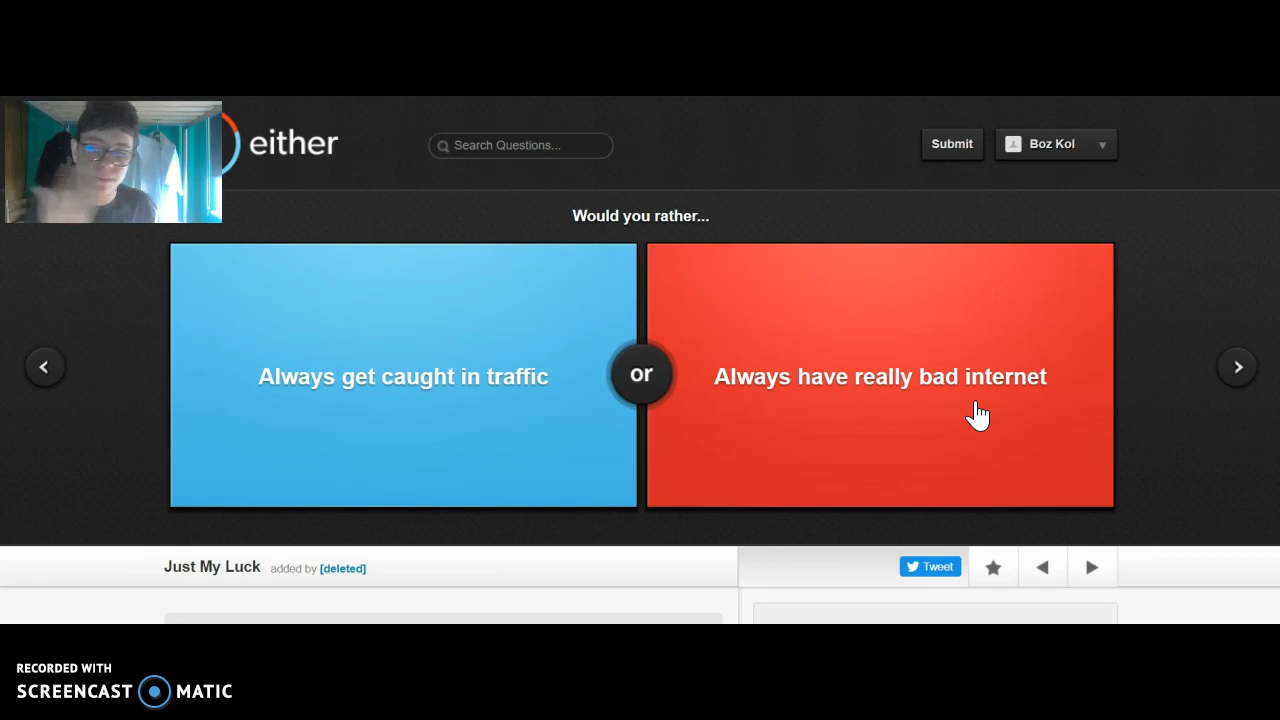 either
Search Questions...
Submit
Boz Kol
Would you rather...
Always get caught in traffic
or
Always have really bad internet
Just My Luck added by [deleted]
Tweet
RECORDED WITH
SCREENCAST MATIC